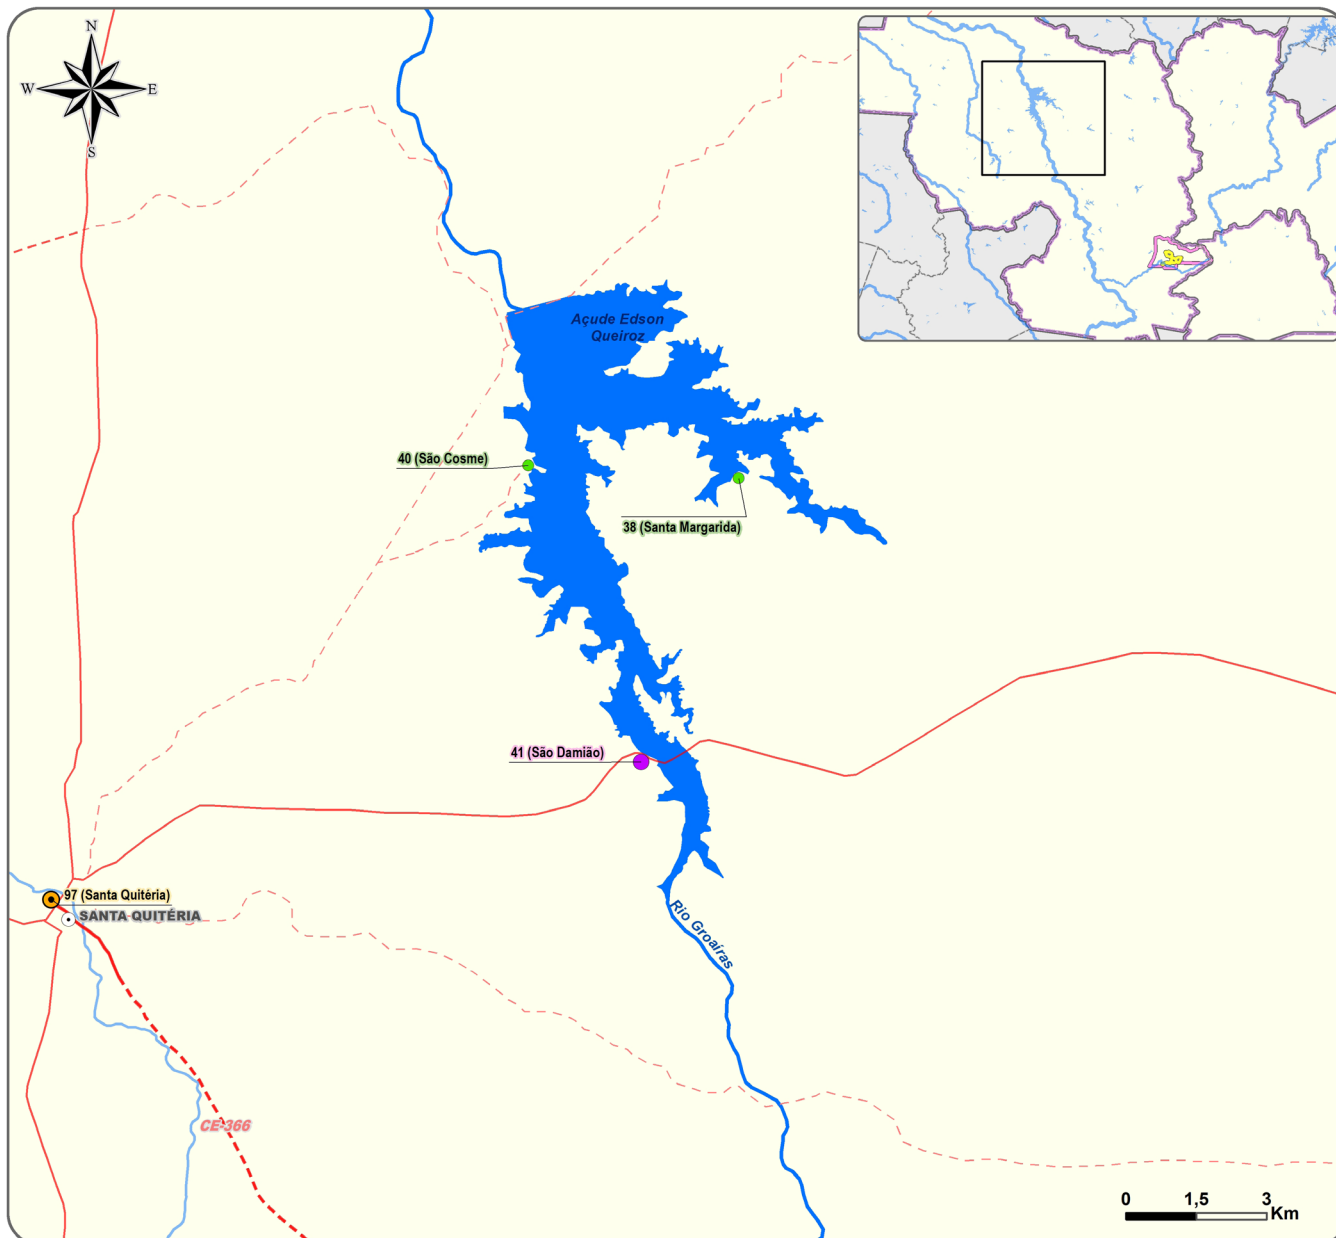 N
W E
S
Açude Edson
Queiroz
40 (São Cosme)
38 (Santa Margarida)
41 (São Damião)
97 (Santa Quitéria)
SANTA QUITÉRIA
Rio Groaíras
CE-366
0 1,5 3
Km